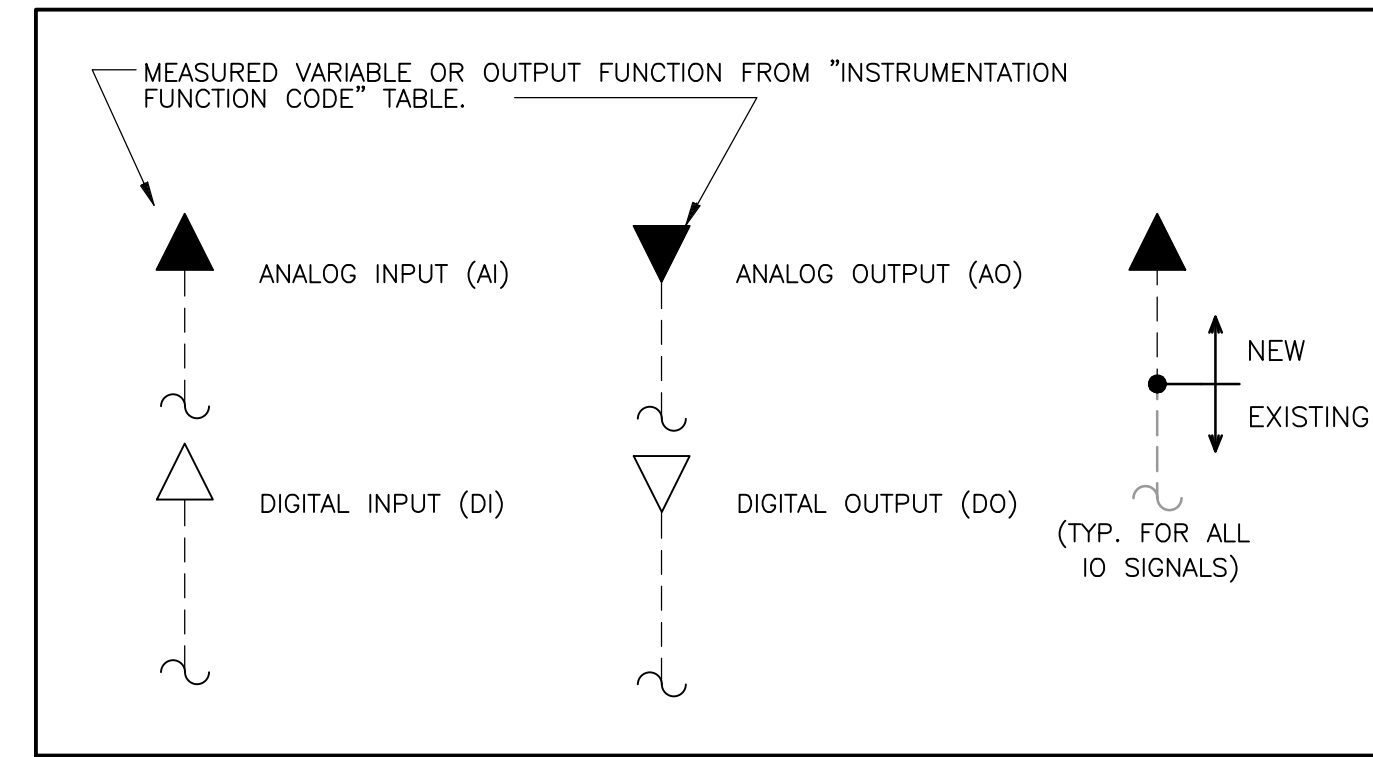 MEASURED VARIABLE OR OUTPUT FUNCTION FROM "INSTRUMENTATION
FUNCTION CODE" TABLE.
ANALOG INPUT (AI)
ANALOG OUTPUT (AO)
NEW
EXISTING
DIGITAL INPUT (DI)
DIGITAL OUTPUT (DO)
(TYP. FOR ALL
IO SIGNALS)